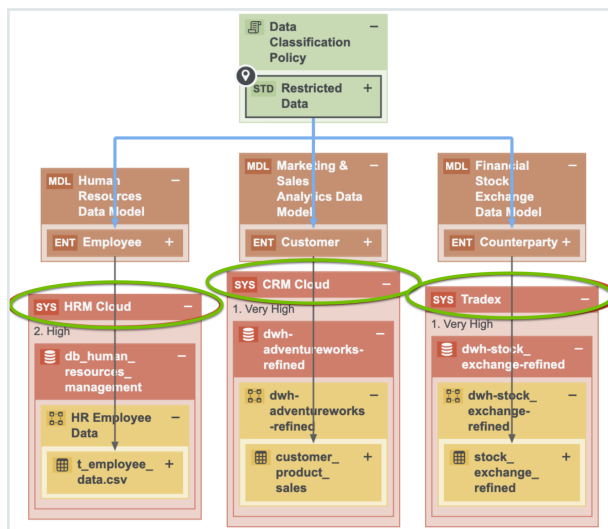 Data
Classification
Policy
−
STD
Restricted
Data
+
MDL
Human
Resources
Data Model
−
ENT
Employee
+
MDL
Marketing &
Sales
Analytics Data
Model
−
ENT
Customer
+
MDL
Financial
Stock
Exchange
Data Model
−
ENT
Counterparty
+
SYS
HRM Cloud
−
2. High
db_human_
resources_
management
−
HR Employee
Data
−
t_employee_
data.csv
+
SYS
CRM Cloud
−
1. Very High
dwh-
adventureworks-
refined
−
dwh-
adventureworks
-refined
−
customer_
product_
sales
+
SYS
Tradex
−
1. Very High
dwh-stock_
exchange-refined
−
dwh-stock_
exchange-
refined
−
stock_
exchange_
refined
+